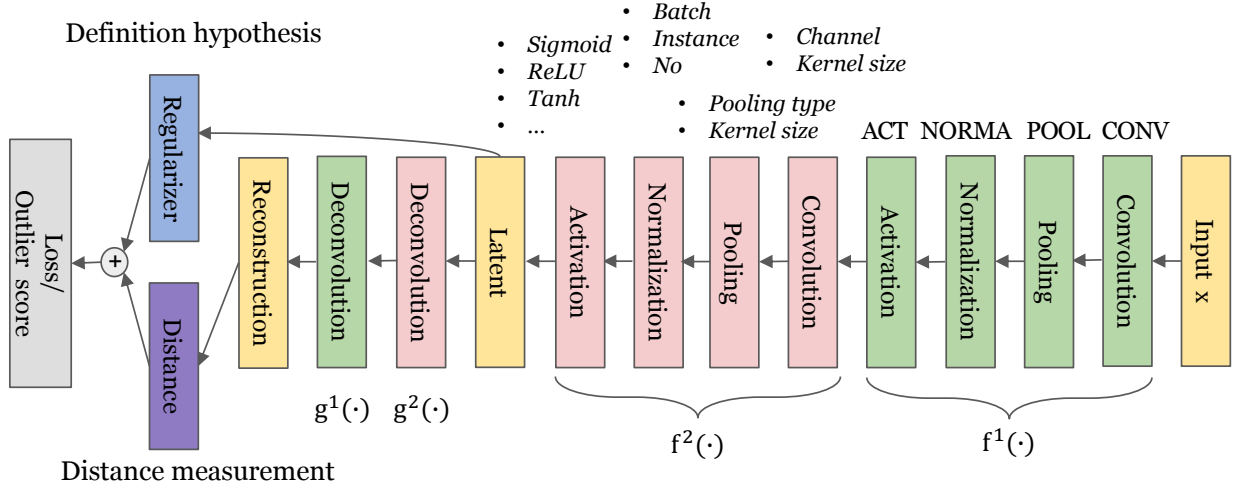 Definition hypothesis
• Sigmoid
• ReLU
• Tanh
• ...
• Batch
• Instance
• No
• Channel
• Kernel size
• Pooling type
• Kernel size
ACT NORMA POOL CONV
Loss/
Outlier score
+
Regularizer
Distance
Reconstruction
Deconvolution
Deconvolution
Latent
Activation
Normalization
Pooling
Convolution
Activation
Normalization
Pooling
Convolution
Input x
g¹(·) g²(·)
f²(·)
f¹(·)
Distance measurement